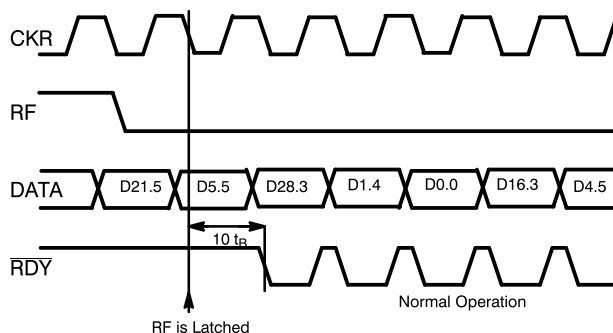 CKR
RF
DATA
D21.5 D5.5 D28.3 D1.4 D0.0 D16.3 D4.5
10 tB
RDY
Normal Operation
RF is Latched